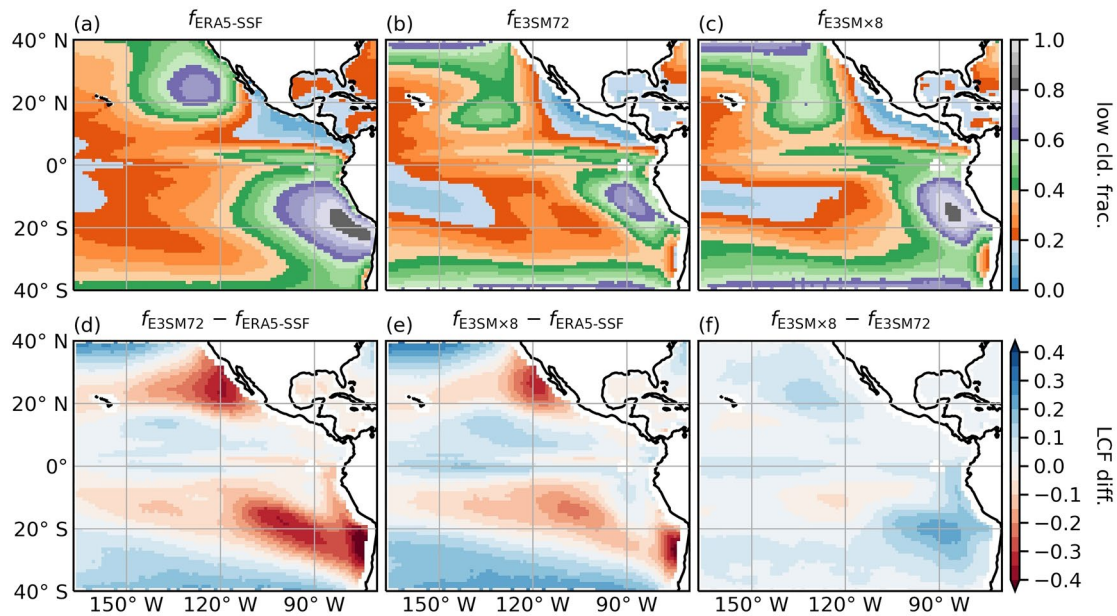 (a) f_ERA5-SSF
(b) f_E3SM72
(c) f_E3SM×8
40° N
20° N
0°
20° S
40° S
1.0
0.8
0.6
0.4
0.2
0.0
low cld. frac.
(d) f_E3SM72 − f_ERA5-SSF
(e) f_E3SM×8 − f_ERA5-SSF
(f) f_E3SM×8 − f_E3SM72
40° N
20° N
0°
20° S
40° S
150° W 120° W 90° W
150° W 120° W 90° W
150° W 120° W 90° W
0.4
0.3
0.2
0.1
0.0
−0.1
−0.2
−0.3
−0.4
LCF diff.